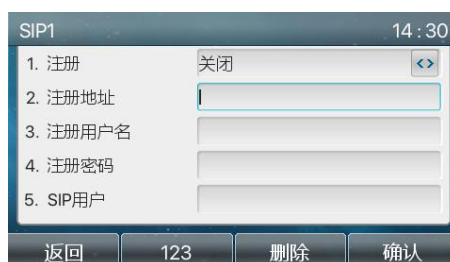 SIP1 14:30
1. 注册 关闭 <>
2. 注册地址
3. 注册用户名
4. 注册密码
5. SIP用户
返回 123 删除 确认